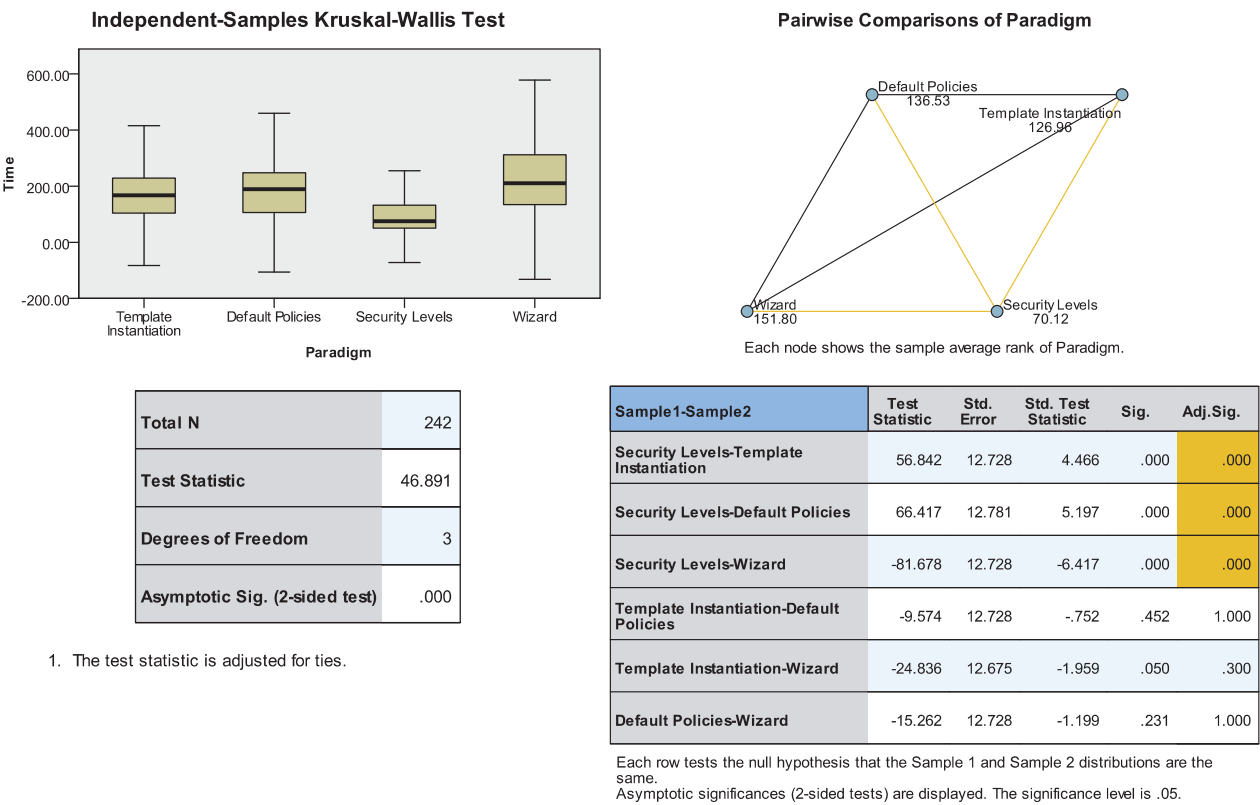 Independent-Samples Kruskal-Wallis Test
600.00
400.00
200.00
0.00
-200.00
Time
Template
Instantiation
Default Policies
Security Levels
Wizard
Paradigm
Total N 242
Test Statistic 46.891
Degrees of Freedom 3
Asymptotic Sig. (2-sided test) .000
1. The test statistic is adjusted for ties.
Pairwise Comparisons of Paradigm
Default Policies
136.53
Template Instantiation
126.96
Wizard
151.80
Security Levels
70.12
Each node shows the sample average rank of Paradigm.
Sample1-Sample2 Test Statistic Std. Error Std. Test Statistic Sig. Adj.Sig.
Security Levels-Template
Instantiation 56.842 12.728 4.466 .000 .000
Security Levels-Default Policies 66.417 12.781 5.197 .000 .000
Security Levels-Wizard -81.678 12.728 -6.417 .000 .000
Template Instantiation-Default
Policies -9.574 12.728 -.752 .452 1.000
Template Instantiation-Wizard -24.836 12.675 -1.959 .050 .300
Default Policies-Wizard -15.262 12.728 -1.199 .231 1.000
Each row tests the null hypothesis that the Sample 1 and Sample 2 distributions are the
same.
Asymptotic significances (2-sided tests) are displayed. The significance level is .05.